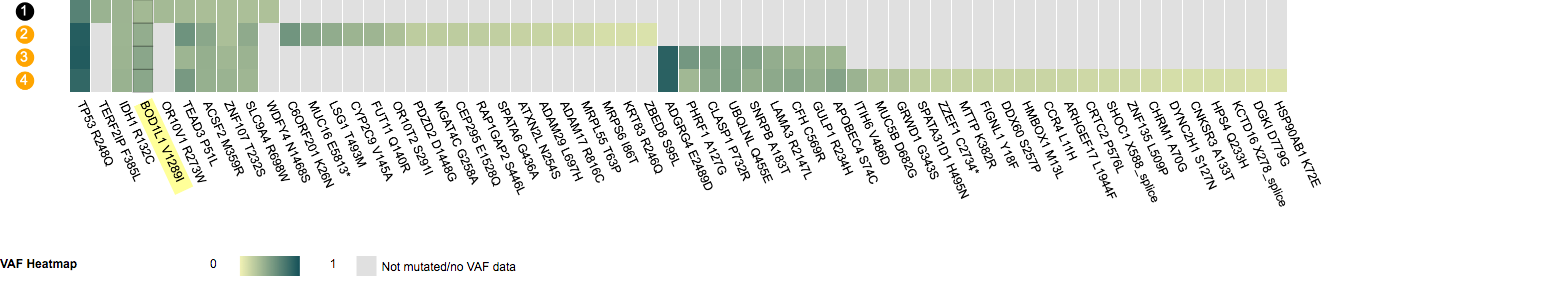 1
2
3
4
TP53 R248Q
TERF2IP F385L
IDH1 R132C
BOD1L1 V1289I
OR10V1 R273W
TEAD3 P51L
ACSF2 M359R
ZNF107 T232S
SLC9A4 R698W
WDFY4 N1468S
C6ORF201 K26N
MUC16 E5813*
LSG1 T493M
CYP2C9 V145A
FUT11 Q140R
OR10T2 S291I
PDZD2 D1448G
MGAT4C G258A
CEP295 E1528Q
RAP1GAP2 S446L
SPATA6 G436A
ATXN2L N254S
ADAM29 L697H
ADAM17 R816C
MRPL55 T63P
MRPS6 I86T
KRT83 R246Q
ZBED8 S95L
ADGRG4 E2489D
PHRF1 A127G
CLASP1 P732R
UBQLNL Q455E
SNRPB A183T
LAMA3 R2147L
CFH C569R
GULP1 R234H
APOBEC4 S74C
ITIH6 V486D
MUC5B D682G
GRWD1 G343S
SPATA31D1 H495N
ZZEF1 C2734*
MTTP K362R
FIGNL1 Y18F
DDX60 S257P
HMBOX1 M13L
CCR4 L11H
ARHGEF17 L1944F
CRTC2 P578L
SHOC1 X588_splice
ZNF135 L509P
CHRM1 A70G
DYNC2H1 S127N
CNKSR3 A133T
HPS4 Q233H
KCTD16 X278_splice
DGKI D779G
HSP90AB1 K72E
VAF Heatmap 0 1 Not mutated/no VAF data